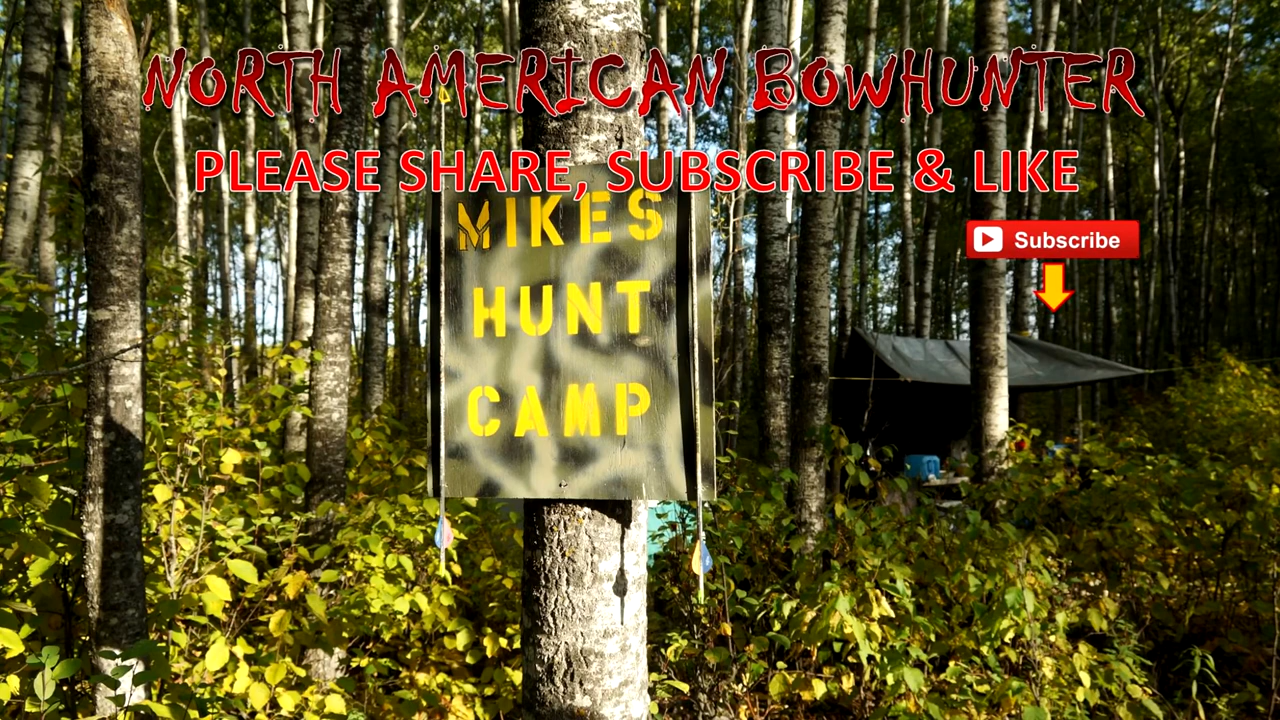 NORTH AMERICAN BOWHUNTER
PLEASE SHARE, SUBSCRIBE & LIKE
MIKES
HUNT
CAMP
Subscribe